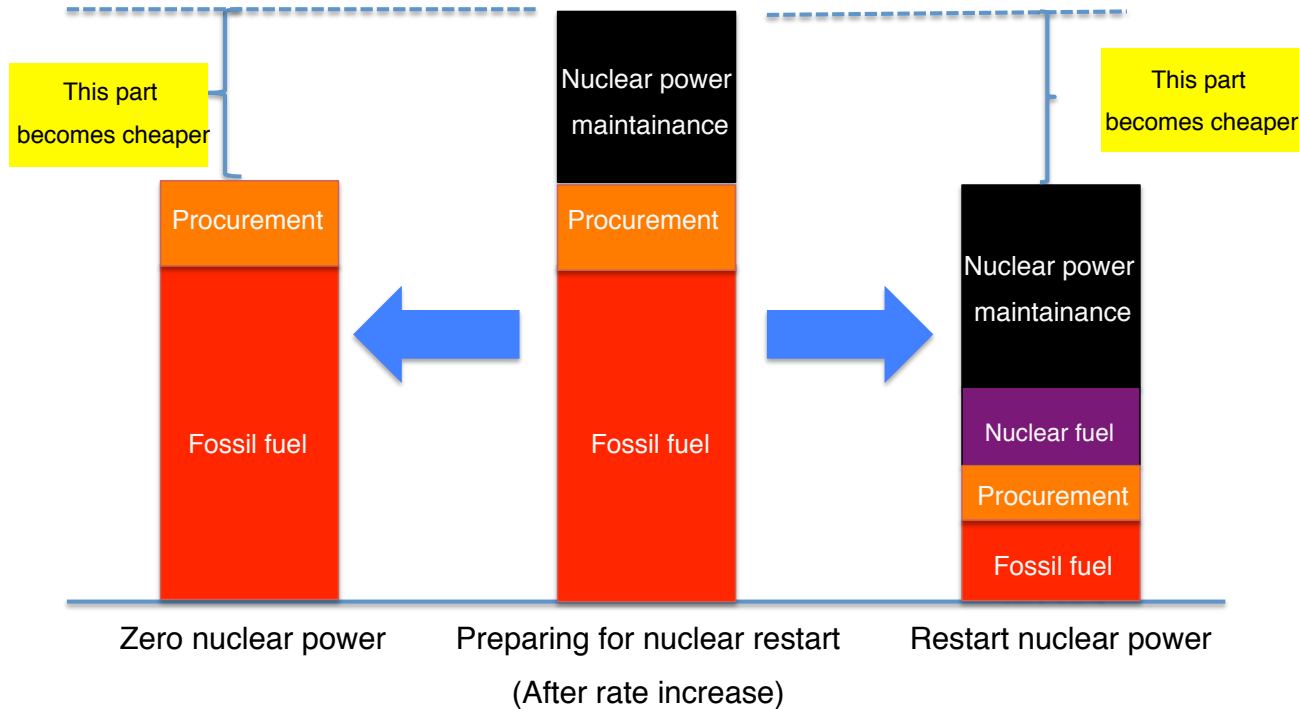 This part
becomes cheaper
Procurement
Fossil fuel
Zero nuclear power
Nuclear power
maintainance
Procurement
Fossil fuel
Preparing for nuclear restart
(After rate increase)
This part
becomes cheaper
Nuclear power
maintainance
Nuclear fuel
Procurement
Fossil fuel
Restart nuclear power